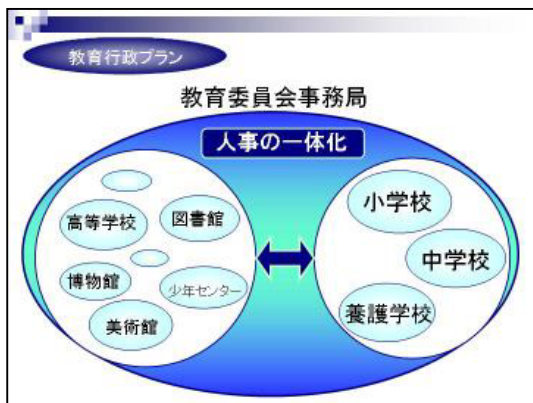 教育行政プラン
教育委員会事務局
人事の一体化
高等学校
図書館
博物館
少年センター
美術館
小学校
中学校
養護学校